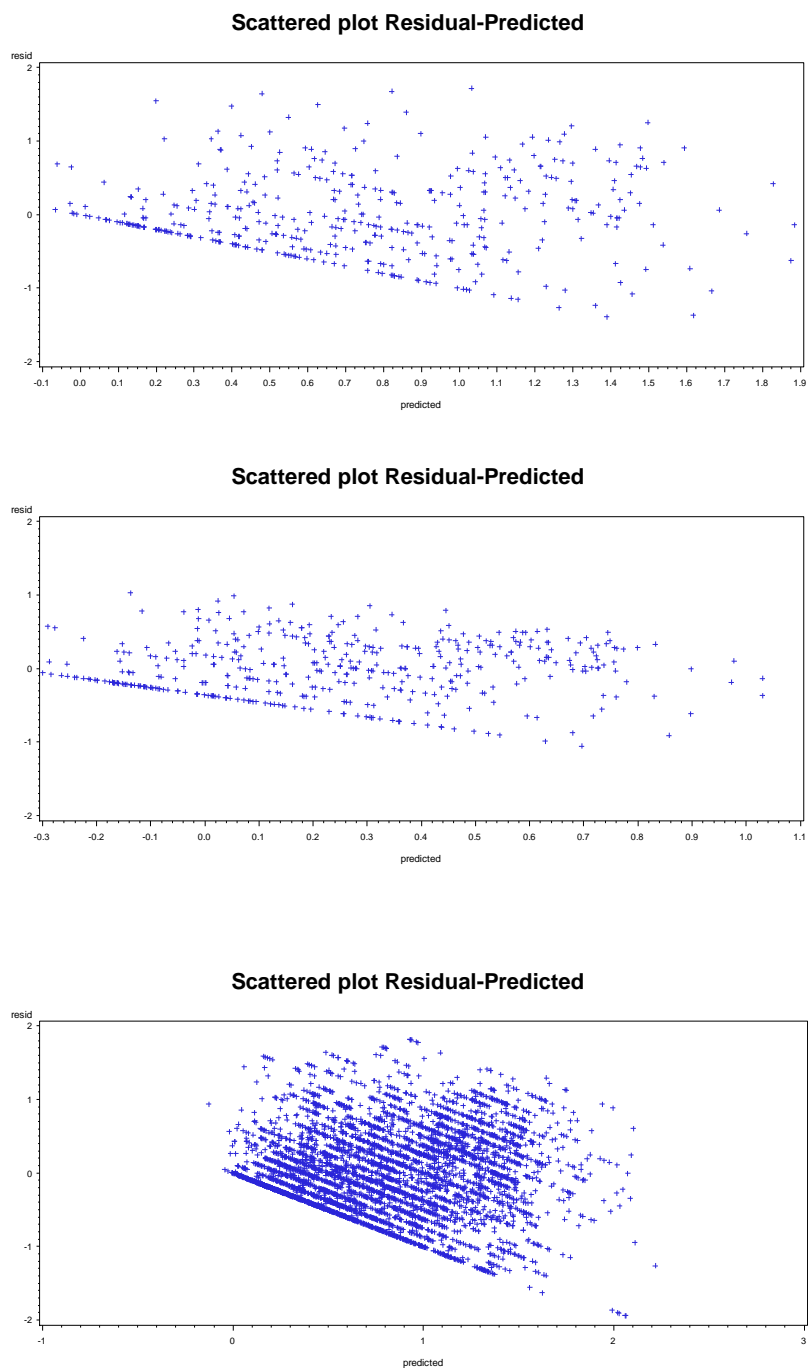 Scattered plot Residual-Predicted
resid
2
1
0
-1
-2
-0.1 0.0 0.1 0.2 0.3 0.4 0.5 0.6 0.7 0.8 0.9 1.0 1.1 1.2 1.3 1.4 1.5 1.6 1.7 1.8 1.9
predicted
Scattered plot Residual-Predicted
resid
2
1
0
-1
-2
-0.3 -0.2 -0.1 0.0 0.1 0.2 0.3 0.4 0.5 0.6 0.7 0.8 0.9 1.0 1.1
predicted
Scattered plot Residual-Predicted
resid
2
1
0
-1
-2
-1 0 1 2 3
predicted